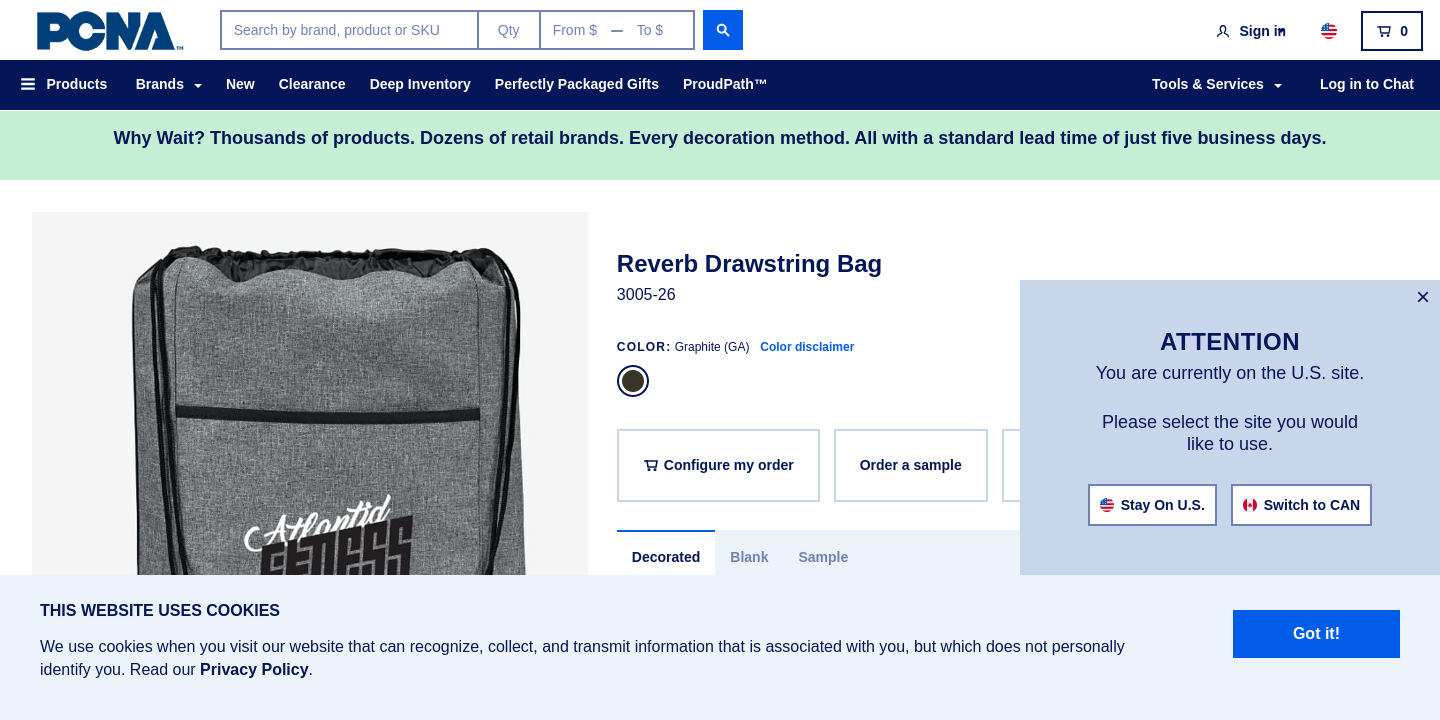 PCNA™
Search by brand, product or SKU
Qty
From $ — To $
Sign in
0
Products
Brands
New
Clearance
Deep Inventory
Perfectly Packaged Gifts
ProudPath™
Tools & Services
Log in to Chat
Why Wait? Thousands of products. Dozens of retail brands. Every decoration method. All with a standard lead time of just five business days.
Atlantid
FITNESS
Reverb Drawstring Bag
3005-26
COLOR: Graphite (GA) Color disclaimer
Configure my order
Order a sample
Decorated
Blank
Sample
×
ATTENTION
You are currently on the U.S. site.
Please select the site you would
like to use.
Stay On U.S.
Switch to CAN
THIS WEBSITE USES COOKIES
We use cookies when you visit our website that can recognize, collect, and transmit information that is associated with you, but which does not personally
identify you. Read our Privacy Policy.
Got it!